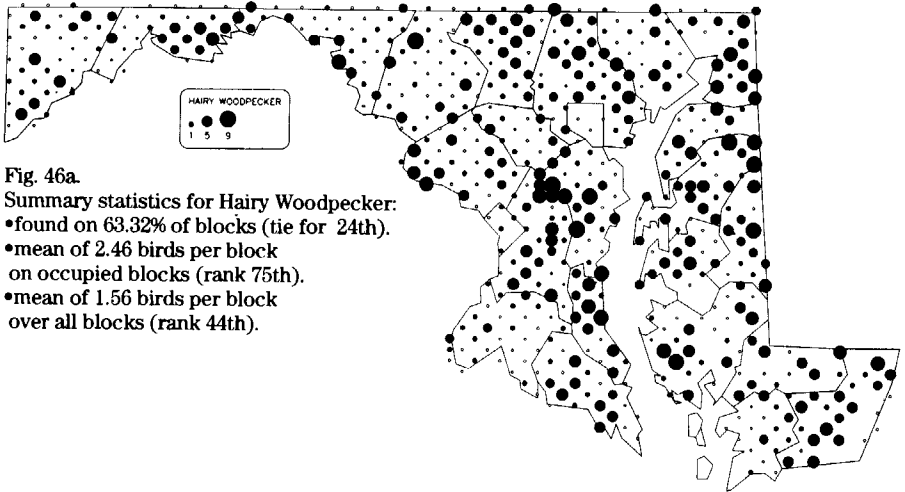 HAIRY WOODPECKER
1 5 9
Fig. 46a.
Summary statistics for Hairy Woodpecker:
•found on 63.32% of blocks (tie for 24th).
•mean of 2.46 birds per block
on occupied blocks (rank 75th).
•mean of 1.56 birds per block
over all blocks (rank 44th).